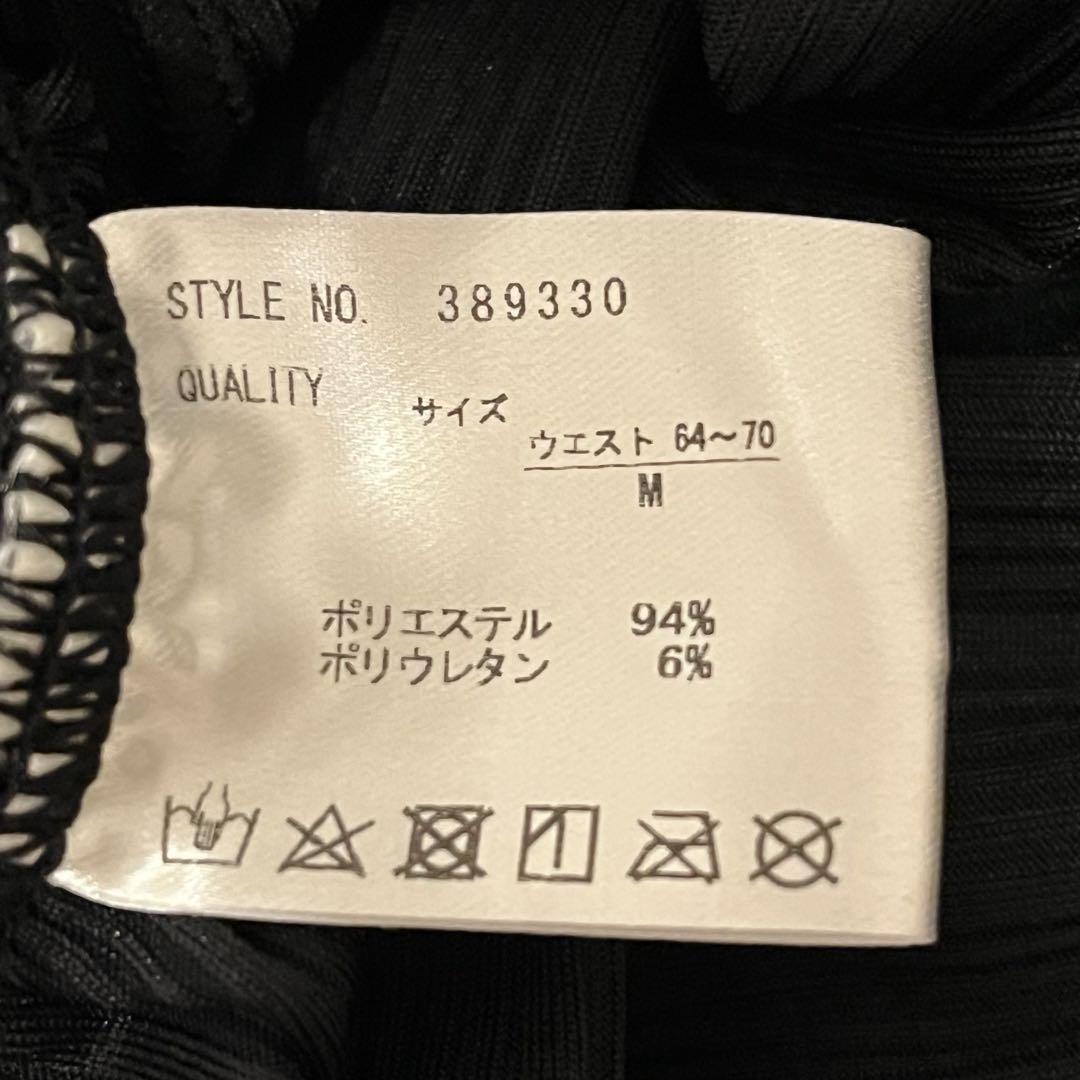 STYLE NO. 389330
QUALITY
サイズ
ウエスト 64〜70
M
ポリエステル 94%
ポリウレタン 6%